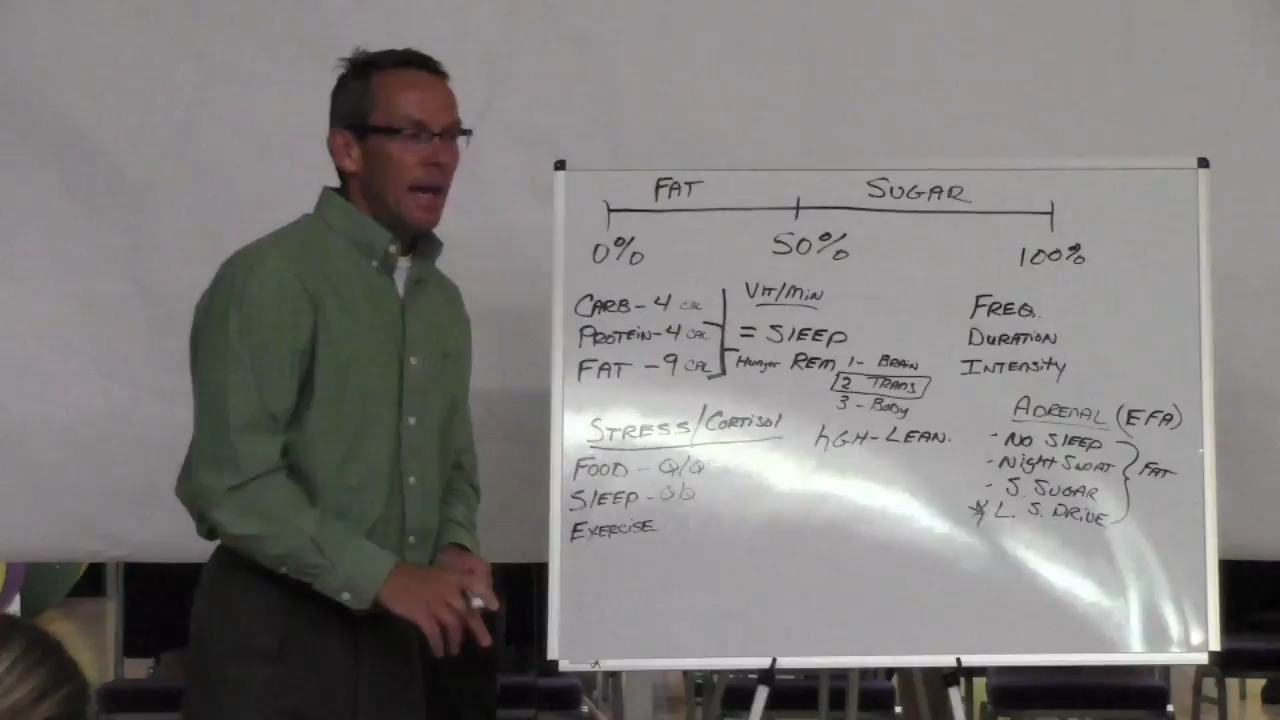 FAT SUGAR
0% 50% 100%
CARB - 4 CAL
PROTEIN - 4 CAL
FAT - 9 CAL
VIT/MIN
= SLEEP
Hunger REM 1 - BRAIN
2 TRANS
3 - BODY
hGH - LEAN.
FREQ.
DURATION
INTENSITY
STRESS/CORTISOL
FOOD - Q/Q
SLEEP - Q/Q
EXERCISE
ADRENAL (EFA)
- NO SLEEP
- Night SWEAT
- S. SUGAR
* L. S. DRIVE
FAT